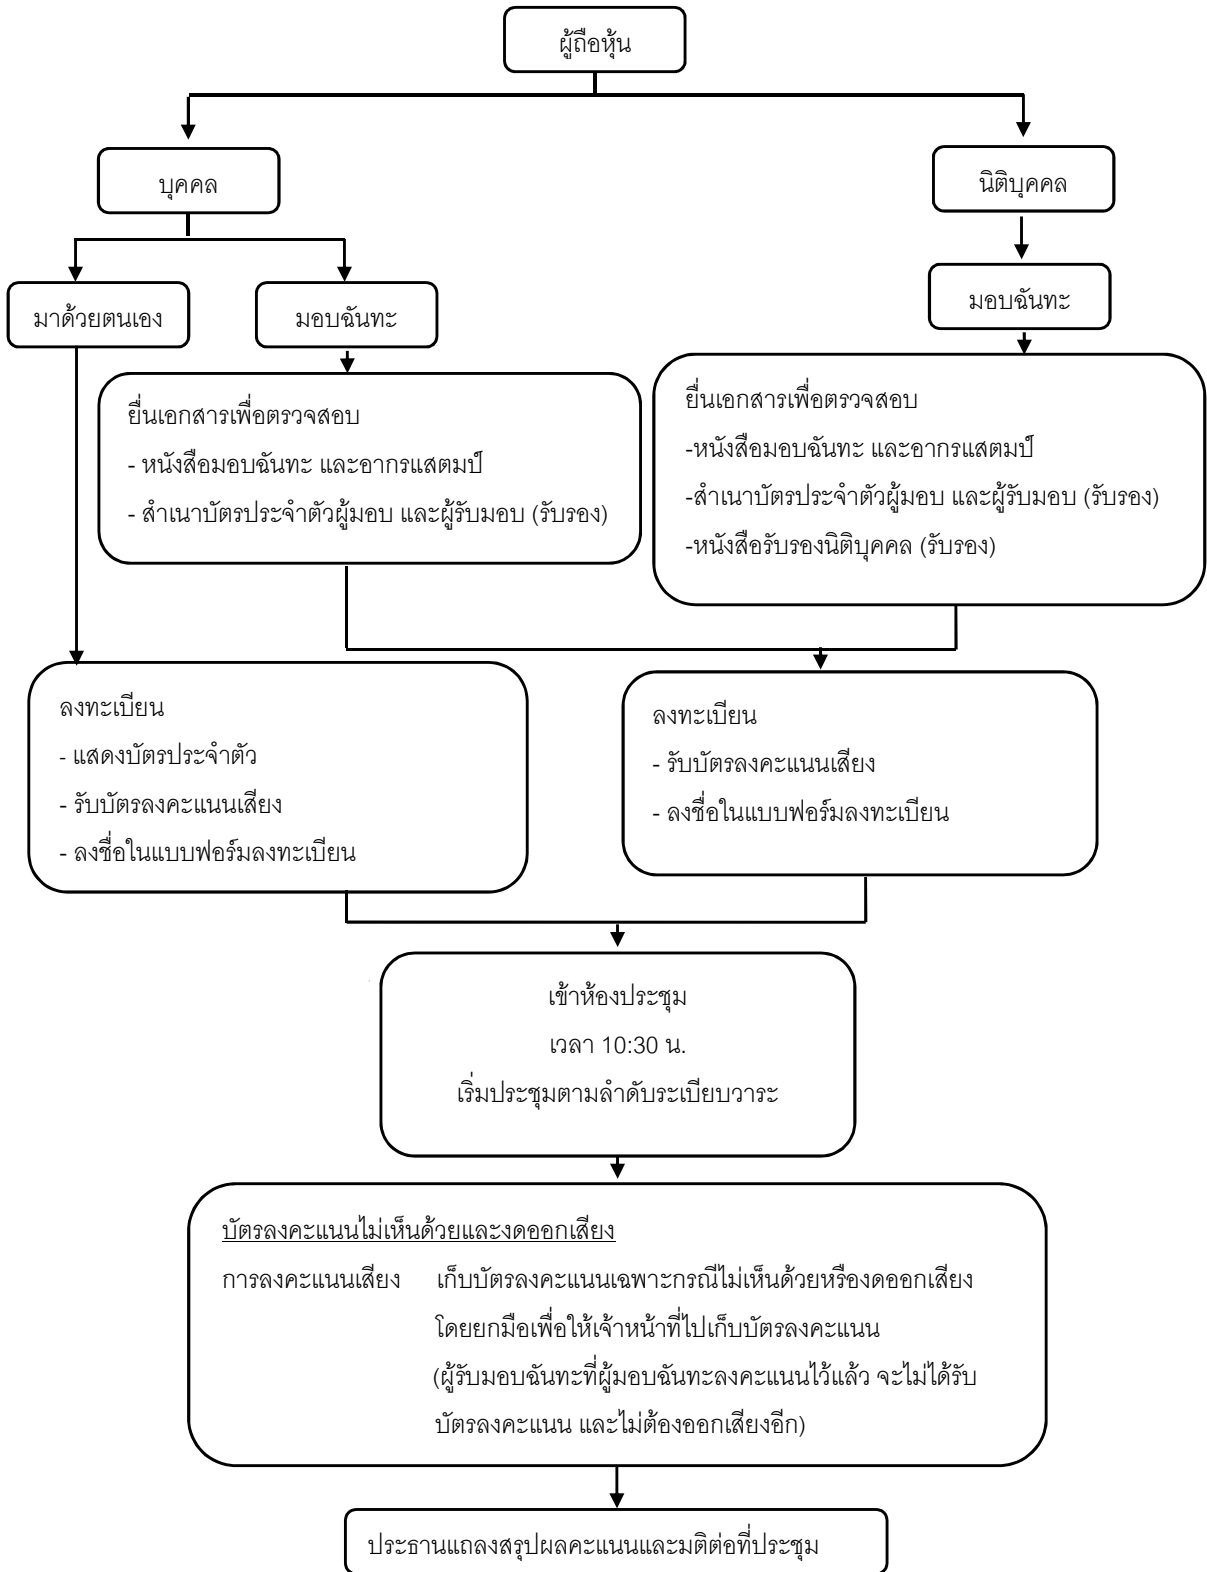 ผู้ถือหุ้น
บุคคล
นิติบุคคล
มาด้วยตนเอง
มอบฉันทะ
มอบฉันทะ
ยื่นเอกสารเพื่อตรวจสอบ
- หนังสือมอบฉันทะ และอากรแสตมป์
- สำเนาบัตรประจำตัวผู้มอบ และผู้รับมอบ (รับรอง)
ยื่นเอกสารเพื่อตรวจสอบ
-หนังสือมอบฉันทะ และอากรแสตมป์
-สำเนาบัตรประจำตัวผู้มอบ และผู้รับมอบ (รับรอง)
-หนังสือรับรองนิติบุคคล (รับรอง)
ลงทะเบียน
- แสดงบัตรประจำตัว
- รับบัตรลงคะแนนเสียง
- ลงชื่อในแบบฟอร์มลงทะเบียน
ลงทะเบียน
- รับบัตรลงคะแนนเสียง
- ลงชื่อในแบบฟอร์มลงทะเบียน
เข้าห้องประชุม
เวลา 10:30 น.
เริ่มประชุมตามลำดับระเบียบวาระ
บัตรลงคะแนนไม่เห็นด้วยและงดออกเสียง
การลงคะแนนเสียง เก็บบัตรลงคะแนนเฉพาะกรณีไม่เห็นด้วยหรืองดออกเสียง
โดยยกมือเพื่อให้เจ้าหน้าที่ไปเก็บบัตรลงคะแนน
(ผู้รับมอบฉันทะที่ผู้มอบฉันทะลงคะแนนไว้แล้ว จะไม่ได้รับ
บัตรลงคะแนน และไม่ต้องออกเสียงอีก)
ประธานแถลงสรุปผลคะแนนและมติต่อที่ประชุม